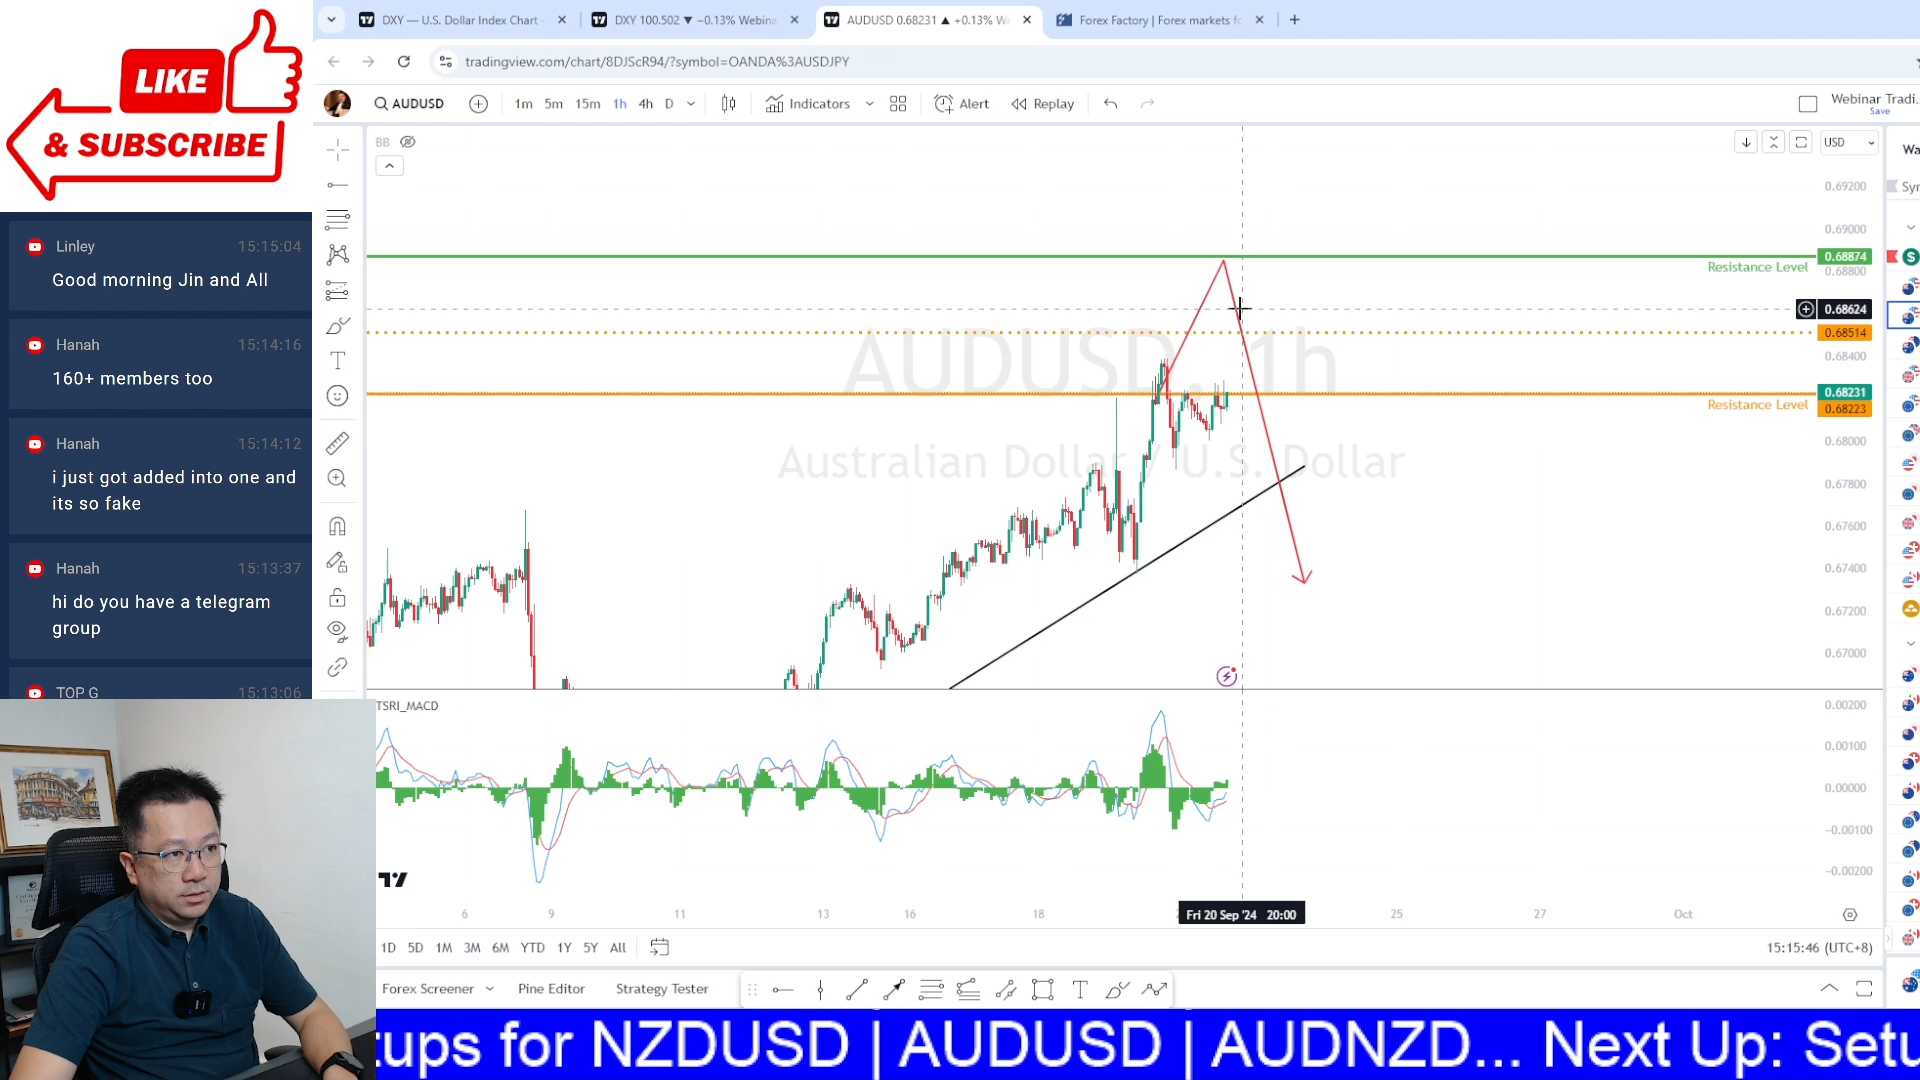 LIKE
& SUBSCRIBE
Linley 15:15:04
Good morning Jin and All
Hanah 15:14:16
160+ members too
Hanah 15:14:12
i just got added into one and
its so fake
Hanah 15:13:37
hi do you have a telegram
group
TOP G 15:13:06
DXY — U.S. Dollar Index Chart
DXY 100.502 ▼ −0.13% Webina
AUDUSD 0.68231 ▲ +0.13% We
Forex Factory | Forex markets fo
tradingview.com/chart/8DJScR94/?symbol=OANDA%3AUSDJPY
AUDUSD 1m 5m 15m 1h 4h D Indicators Alert Replay
Webinar Tradi...
Save
BB
USD
Wa
Sy
0.69200
0.69000
0.68874
Resistance Level
0.68800
0.68624
0.68514
0.68400
AUDUSD, 1h
0.68231
Resistance Level
0.68223
0.68000
Australian Dollar / U.S. Dollar
0.67800
0.67600
0.67400
0.67200
0.67000
TSRI_MACD
0.00200
0.00100
0.00000
−0.00100
−0.00200
6 9 11 13 16 18 25 27 Oct
Fri 20 Sep '24 20:00
1D 5D 1M 3M 6M YTD 1Y 5Y All
15:15:46 (UTC+8)
Forex Screener Pine Editor Strategy Tester
tups for NZDUSD | AUDUSD | AUDNZD... Next Up: Setu